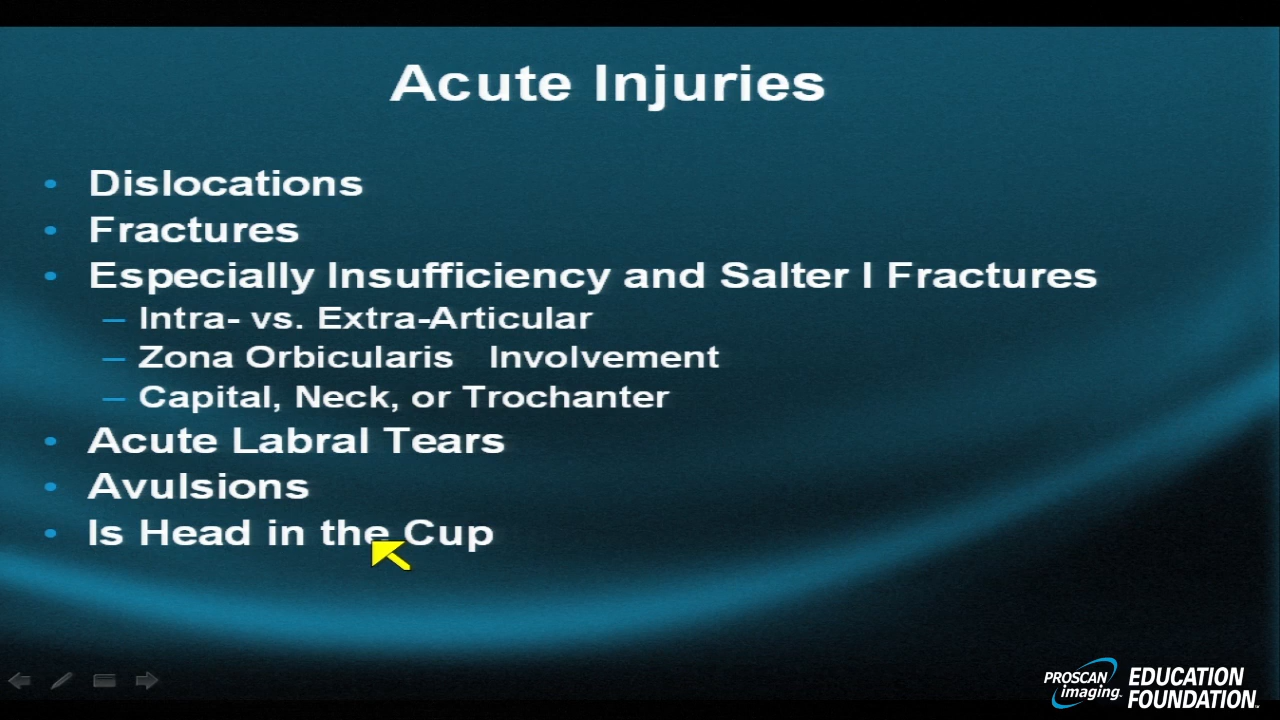 Acute Injuries
• Dislocations
• Fractures
• Especially Insufficiency and Salter I Fractures
– Intra- vs. Extra-Articular
– Zona Orbicularis Involvement
– Capital, Neck, or Trochanter
• Acute Labral Tears
• Avulsions
• Is Head in the Cup
PROSCAN imaging. EDUCATION FOUNDATION.